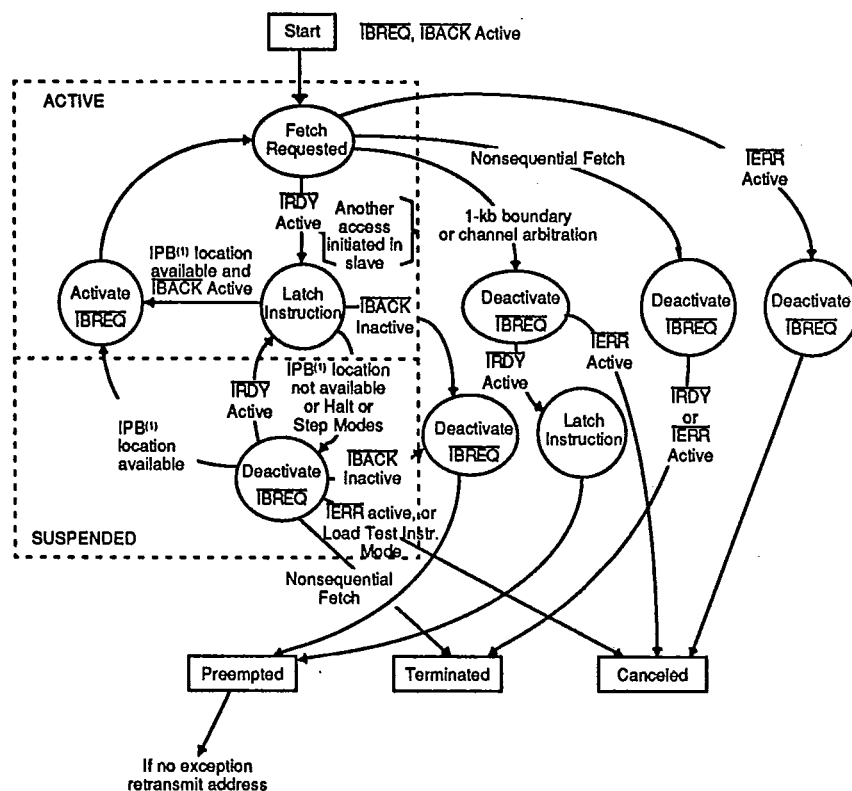 Start
IBREQ, IBACK Active
ACTIVE
Fetch
Requested
Nonsequential Fetch
IERR
Active
IRDY
Active
Another
access
initiated in
slave
1-kb boundary
or channel arbitration
IPB(1) location
available and
IBACK Active
Activate
IBREQ
Latch
Instruction
IBACK
Inactive
Deactivate
IBREQ
Deactivate
IBREQ
Deactivate
IBREQ
IERR
Active
IRDY
Active
IRDY
Active
IPB(1) location
not available
or Halt or
Step Modes
IPB(1)
location
available
Deactivate
IBREQ
IBACK
Inactive
Deactivate
IBREQ
Latch
Instruction
IRDY
or
IERR
Active
IERR active, or
Load Test Instr.
Mode
SUSPENDED
Nonsequential
Fetch
Preempted
Terminated
Canceled
If no exception
retransmit address